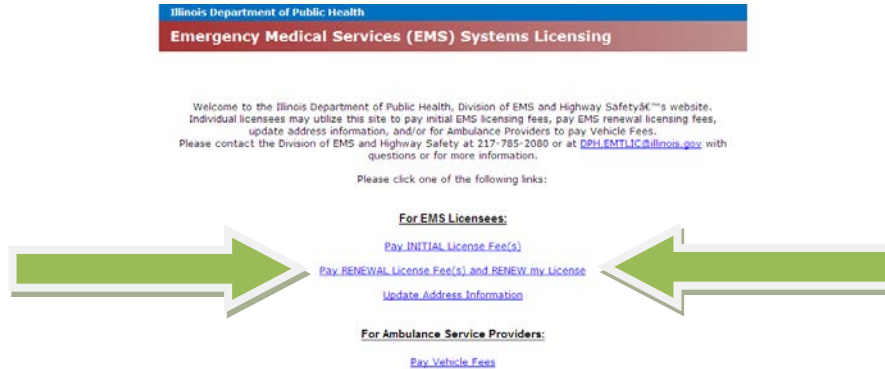 Illinois Department of Public Health
Emergency Medical Services (EMS) Systems Licensing
Welcome to the Illinois Department of Public Health, Division of EMS and Highway Safetyâ€™s website.
Individual licensees may utilize this site to pay initial EMS licensing fees, pay EMS renewal licensing fees,
update address information, and/or for Ambulance Providers to pay Vehicle Fees.
Please contact the Division of EMS and Highway Safety at 217-785-2080 or at DPH.EMTLIC@illinois.gov with
questions or for more information.
Please click one of the following links:
For EMS Licensees:
Pay INITIAL License Fee(s)
Pay RENEWAL License Fee(s) and RENEW my License
Update Address Information
For Ambulance Service Providers:
Pay Vehicle Fees